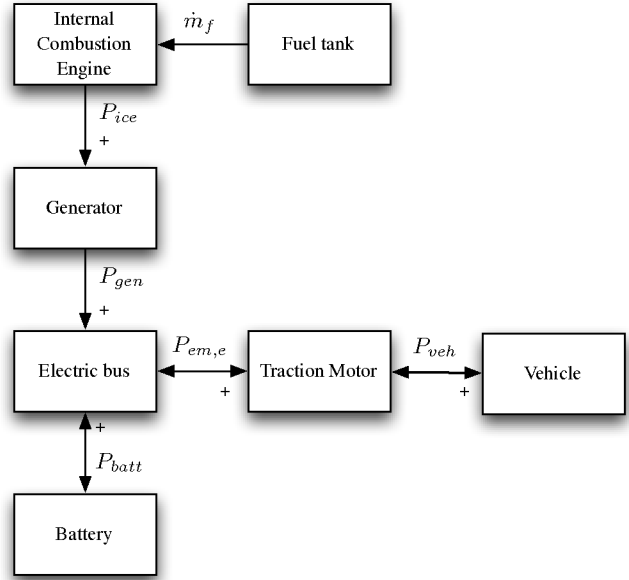 Internal
Combustion
Engine
ṁ_f
Fuel tank
P_ice
+
Generator
P_gen
+
Electric bus
P_em,e
+
Traction Motor
P_veh
+
Vehicle
+
P_batt
Battery